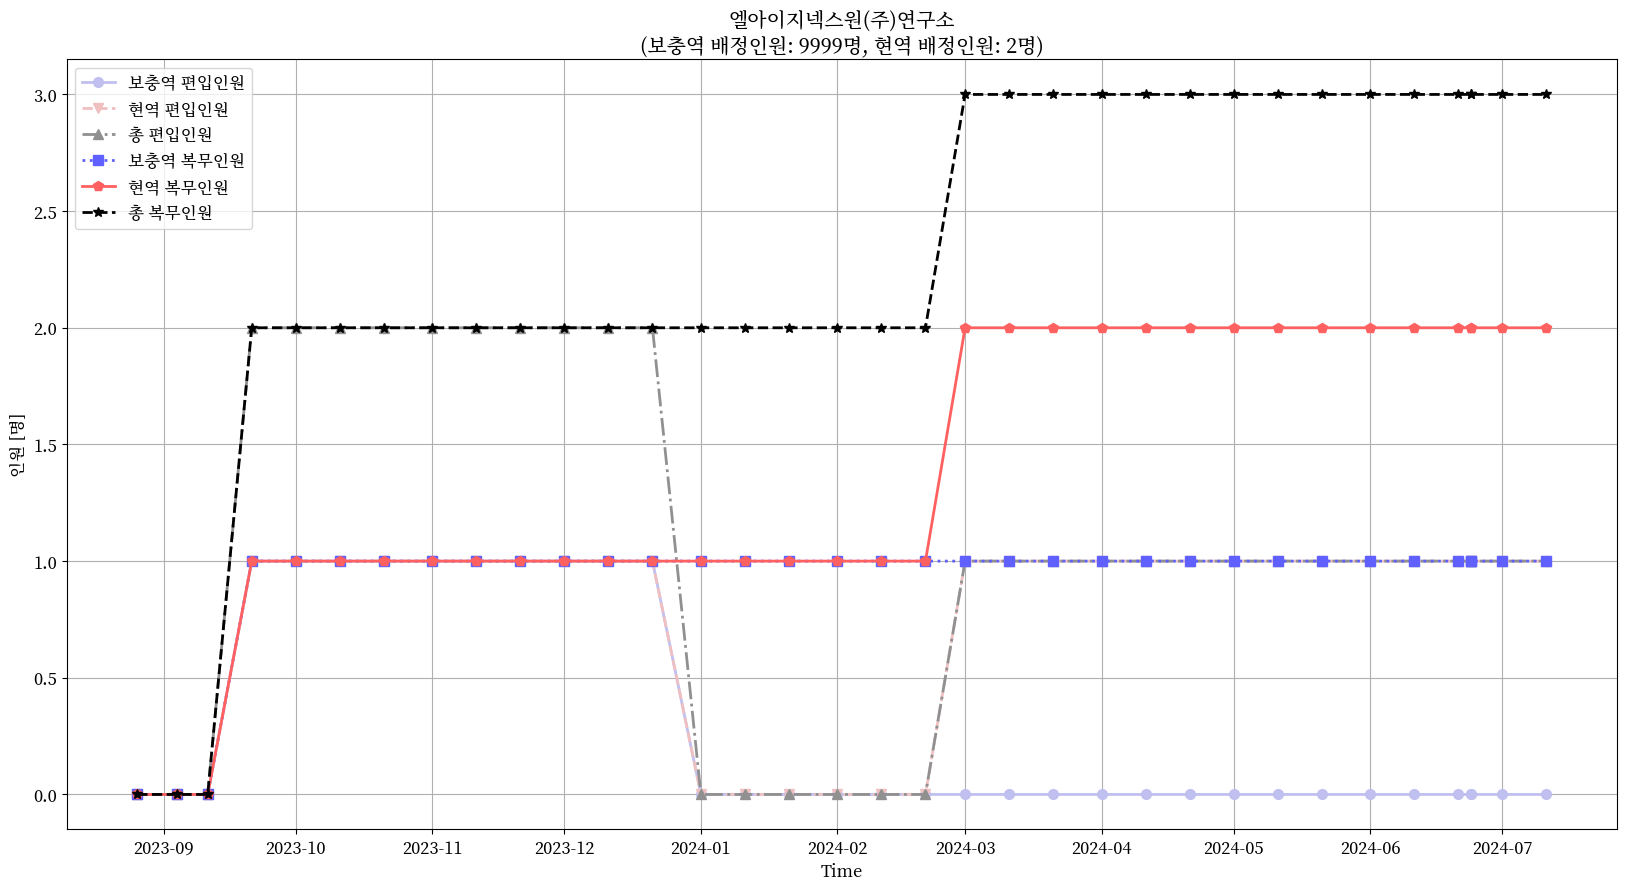 엘아이지넥스원(주)연구소
(보충역 배정인원: 9999명, 현역 배정인원: 2명)
보충역 편입인원
현역 편입인원
총 편입인원
보충역 복무인원
현역 복무인원
총 복무인원
인원 [명]
3.0
2.5
2.0
1.5
1.0
0.5
0.0
2023-09 2023-10 2023-11 2023-12 2024-01 2024-02 2024-03 2024-04 2024-05 2024-06 2024-07
Time